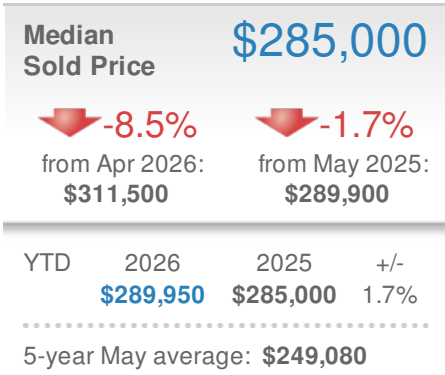 Median $285,000
Sold Price
-8.5% -1.7%
from Apr 2026: from May 2025:
$311,500 $289,900
YTD 2026 2025 +/-
$289,950 $285,000 1.7%
5-year May average: $249,080